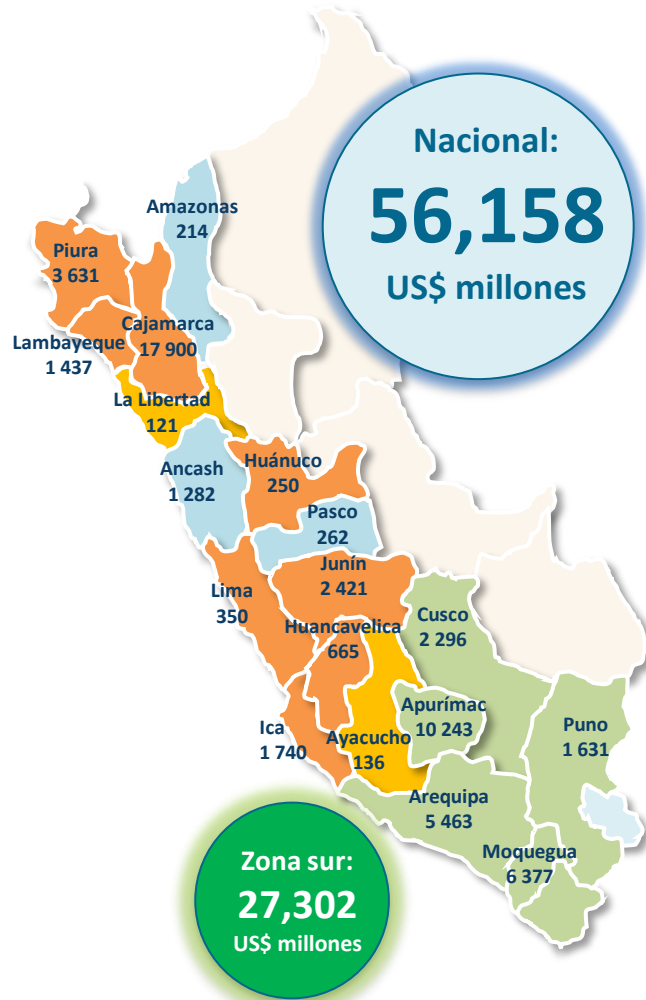 Nacional:
56,158
US$ millones
Amazonas
214
Piura
3 631
Cajamarca
17 900
Lambayeque
1 437
La Libertad
121
Ancash
1 282
Huánuco
250
Pasco
262
Junín
2 421
Lima
350
Cusco
2 296
Huancavelica
665
Apurímac
10 243
Puno
1 631
Ica
1 740
Ayacucho
136
Arequipa
5 463
Moquegua
6 377
Zona sur:
27,302
US$ millones